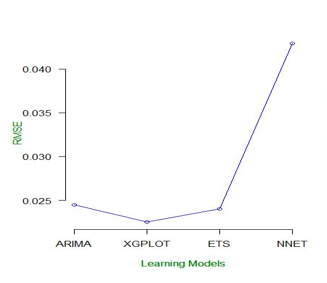 0.040
0.035
RMSE
0.030
0.025
ARIMA XGPLOT ETS NNET
Learning Models